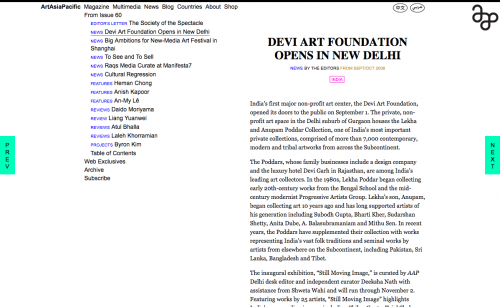 ArtAsiaPacific Magazine Multimedia News Blog Countries About Shop
中文
From Issue 60
EDITOR'S LETTER The Society of the Spectacle
NEWS Devi Art Foundation Opens in New Delhi
NEWS Big Ambitions for New-Media Art Festival in
Shanghai
NEWS To See and To Sell
NEWS Raqs Media Curate at Manifesta7
NEWS Cultural Regression
FEATURES Heman Chong
FEATURES Anish Kapoor
FEATURES An-My Lê
REVIEWS Daido Moriyama
REVIEW Liang Yuanwei
REVIEWS Atul Bhalla
REVIEWS Laleh Khorramian
PROJECTS Byron Kim
Table of Contents
Web Exclusives
Archive
Subscribe
PREV
NEXT
DEVI ART FOUNDATION
OPENS IN NEW DELHI
NEWS BY THE EDITORS FROM SEP/OCT 2008
INDIA
India's first major non-profit art center, the Devi Art Foundation,
opened its doors to the public on September 1. The private, non-
profit art space in the Delhi suburb of Gurgaon houses the Lekha
and Anupam Poddar Collection, one of India's most important
private collections, comprised of more than 7,000 contemporary,
modern and tribal artworks from across the Subcontinent.
The Poddars, whose family businesses include a design company
and the luxury hotel Devi Garh in Rajasthan, are among India's
leading art collectors. In the 1980s, Lekha Poddar began collecting
early 20th-century works from the Bengal School and the mid-
century modernist Progressive Artists Group. Lekha's son, Anupam,
began collecting art 10 years ago and has long supported artists of
his generation including Subodh Gupta, Bharti Kher, Sudarshan
Shetty, Anita Dube, A. Balasubramaniam and Mithu Sen. In recent
years, the Poddars have supplemented their collection with works
representing India's vast folk traditions and seminal works by
artists from elsewhere on the Subcontinent, including Pakistan, Sri
Lanka, Bangladesh and Tibet.
The inaugural exhibition, "Still Moving Image," is curated by AAP
Delhi desk editor and independent curator Deeksha Nath with
assistance from Shwetal Wahi and will run through November 2.
Featuring works by 25 artists, "Still Moving Image" highlights